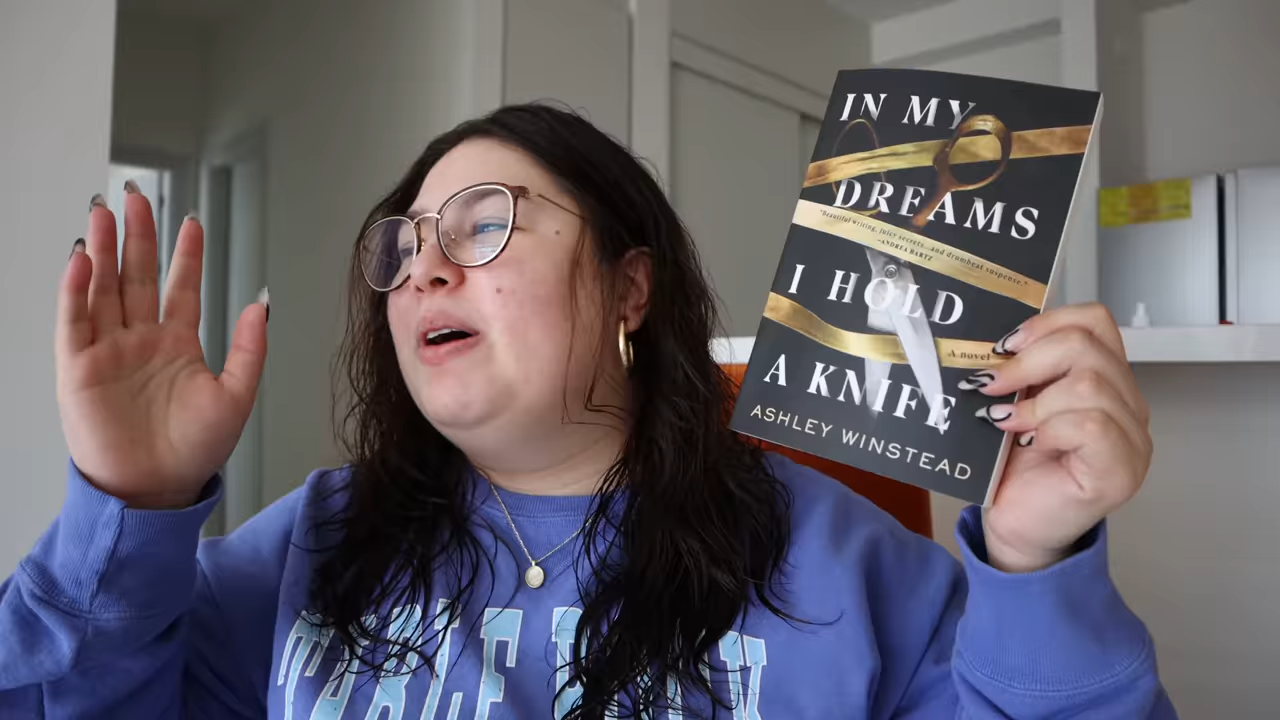 IN MY
DREAMS
"Beautiful writing, juicy secrets...and drumbeat suspense."
—ANDREA BARTZ
I HOLD
A novel
A KNIFE
ASHLEY WINSTEAD